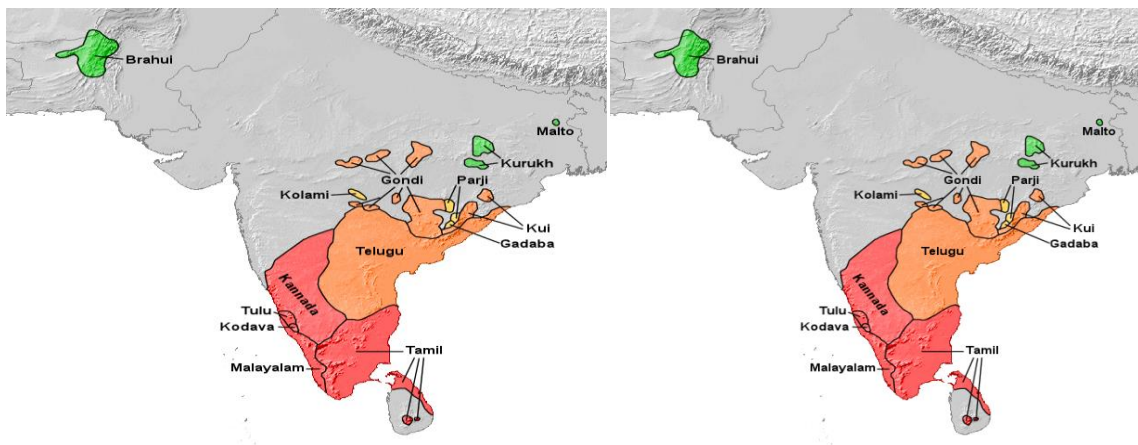 Brahui
Malto
Kurukh
Gondi
Parji
Kolami
Kui
Gadaba
Telugu
Kannada
Tulu
Kodava
Tamil
Malayalam
Brahui
Malto
Kurukh
Gondi
Parji
Kolami
Kui
Gadaba
Telugu
Kannada
Tulu
Kodava
Tamil
Malayalam